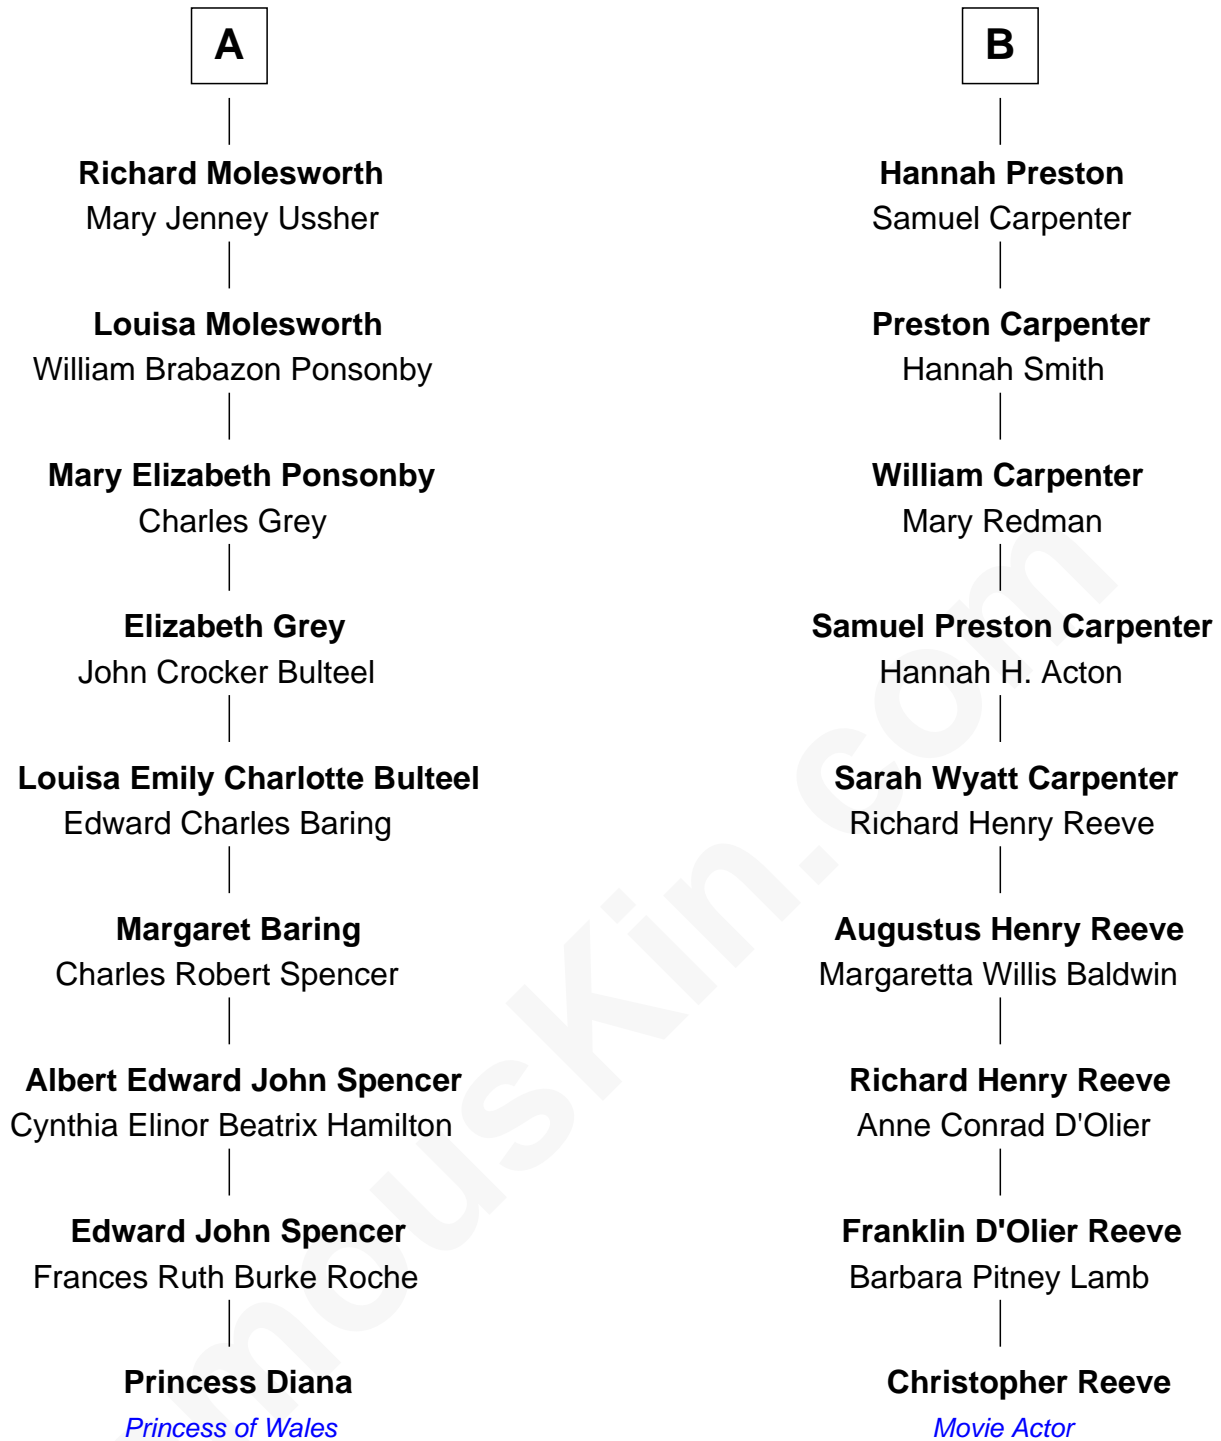 A
Richard Molesworth
Mary Jenney Ussher
Louisa Molesworth
William Brabazon Ponsonby
Mary Elizabeth Ponsonby
Charles Grey
Elizabeth Grey
John Crocker Bulteel
Louisa Emily Charlotte Bulteel
Edward Charles Baring
Margaret Baring
Charles Robert Spencer
Albert Edward John Spencer
Cynthia Elinor Beatrix Hamilton
Edward John Spencer
Frances Ruth Burke Roche
Princess Diana
Princess of Wales
B
Hannah Preston
Samuel Carpenter
Preston Carpenter
Hannah Smith
William Carpenter
Mary Redman
Samuel Preston Carpenter
Hannah H. Acton
Sarah Wyatt Carpenter
Richard Henry Reeve
Augustus Henry Reeve
Margaretta Willis Baldwin
Richard Henry Reeve
Anne Conrad D'Olier
Franklin D'Olier Reeve
Barbara Pitney Lamb
Christopher Reeve
Movie Actor
mousKin.com